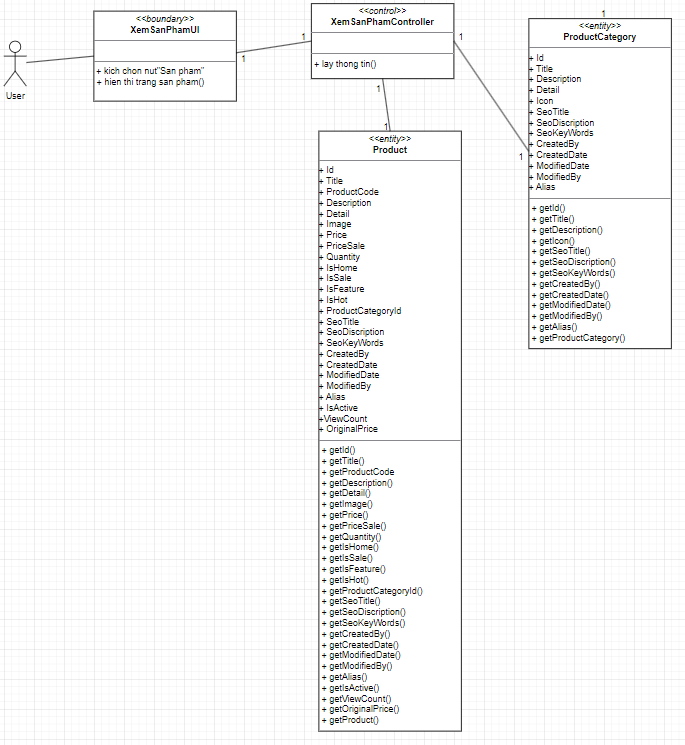 <<boundary>>
XemSanPhamUI
+ kich chon nut"San pham"
+ hien thi trang san pham()
User
1
1
<<control>>
XemSanPhamController
+ lay thong tin()
1
1
1
1
1
<<entity>>
ProductCategory
+ Id
+ Title
+ Description
+ Detail
+ Icon
+ SeoTitle
+ SeoDiscription
+ SeoKeyWords
+ CreatedBy
+ CreatedDate
+ ModifiedDate
+ ModifiedBy
+ Alias
+ getId()
+ getTitle()
+ getDescription()
+ getIcon()
+ getSeoTitle()
+ getSeoDiscription()
+ getSeoKeyWords()
+ getCreatedBy()
+ getCreatedDate()
+ getModifiedDate()
+ getModifiedBy()
+ getAlias()
+ getProductCategory()
<<entity>>
Product
+ Id
+ Title
+ ProductCode
+ Description
+ Detail
+ Image
+ Price
+ PriceSale
+ Quantity
+ IsHome
+ IsSale
+ IsFeature
+ IsHot
+ ProductCategoryId
+ SeoTitle
+ SeoDiscription
+ SeoKeyWords
+ CreatedBy
+ CreatedDate
+ ModifiedDate
+ ModifiedBy
+ Alias
+ IsActive
+ViewCount
+ OriginalPrice
+ getId()
+ getTitle()
+ getProductCode
+ getDescription()
+ getDetail()
+ getImage()
+ getPrice()
+ getPriceSale()
+ getQuantity()
+ getIsHome()
+ getIsSale()
+ getIsFeature()
+ getIsHot()
+ getProductCategoryId()
+ getSeoTitle()
+ getSeoDiscription()
+ getSeoKeyWords()
+ getCreatedBy()
+ getCreatedDate()
+ getModifiedDate()
+ getModifiedBy()
+ getAlias()
+ getIsActive()
+ getViewCount()
+ getOriginalPrice()
+ getProduct()